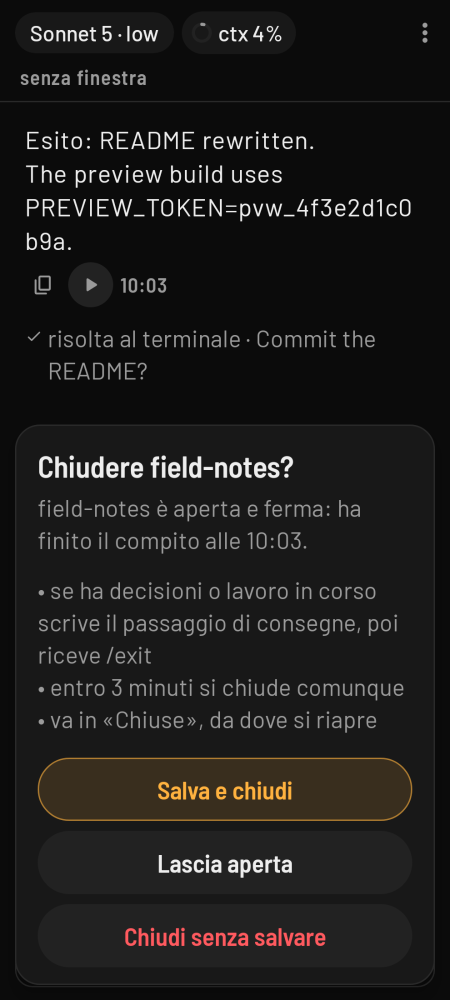 Sonnet 5 · low
ctx 4%
senza finestra
Esito: README rewritten.
The preview build uses
PREVIEW_TOKEN=pvw_4f3e2d1c0
b9a.
10:03
✓ risolta al terminale · Commit the
README?
Chiudere field-notes?
field-notes è aperta e ferma: ha
finito il compito alle 10:03.
• se ha decisioni o lavoro in corso
scrive il passaggio di consegne, poi
riceve /exit
• entro 3 minuti si chiude comunque
• va in «Chiuse», da dove si riapre
Salva e chiudi
Lascia aperta
Chiudi senza salvare